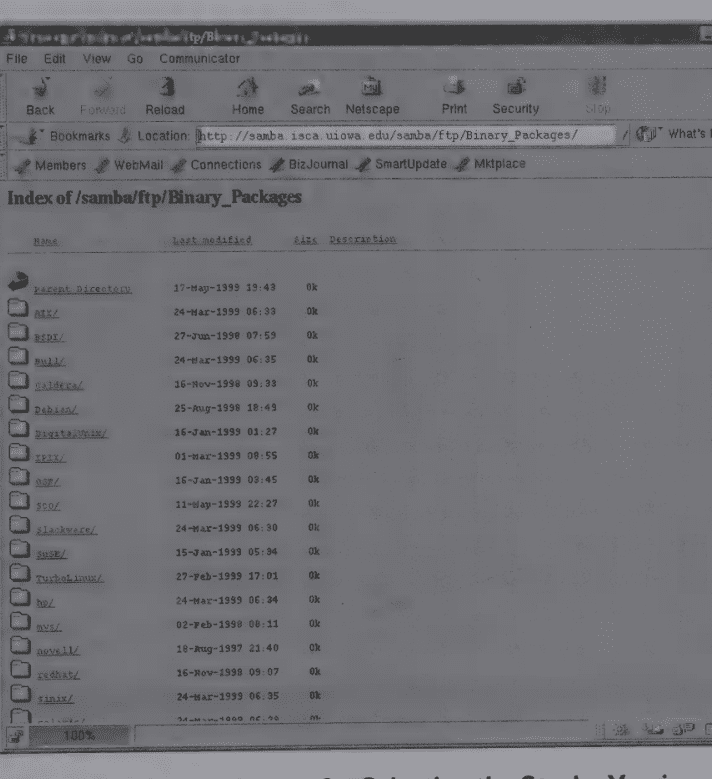 File Edit View Go Communicator
Back Forward Reload Home Search Netscape Print Security Stop
Bookmarks Location: http://samba.isca.uiowa.edu/samba/ftp/Binary_Packages/ What's
Members WebMail Connections BizJournal SmartUpdate Mktplace
Index of /samba/ftp/Binary_Packages
Name Last modified Size Description
Parent Directory 17-May-1999 19:43 0k
AIX/ 24-Mar-1999 06:33 0k
BSDI/ 27-Jun-1998 07:59 0k
Bull/ 24-Mar-1999 06:35 0k
Caldera/ 16-Nov-1998 09:33 0k
Debian/ 25-Aug-1998 18:49 0k
DigitalUnix/ 16-Jan-1999 01:27 0k
IRIX/ 01-Mar-1999 08:55 0k
OSF/ 16-Jan-1999 03:45 0k
SCO/ 11-May-1999 22:27 0k
Slackware/ 24-Mar-1999 06:30 0k
SuSE/ 15-Jan-1999 05:34 0k
TurboLinux/ 27-Feb-1999 17:01 0k
hp/ 24-Mar-1999 06:34 0k
mvs/ 02-Feb-1998 08:11 0k
novell/ 18-Aug-1997 21:40 0k
redhat/ 16-Nov-1998 09:07 0k
sinix/ 24-Mar-1999 06:35 0k
100%